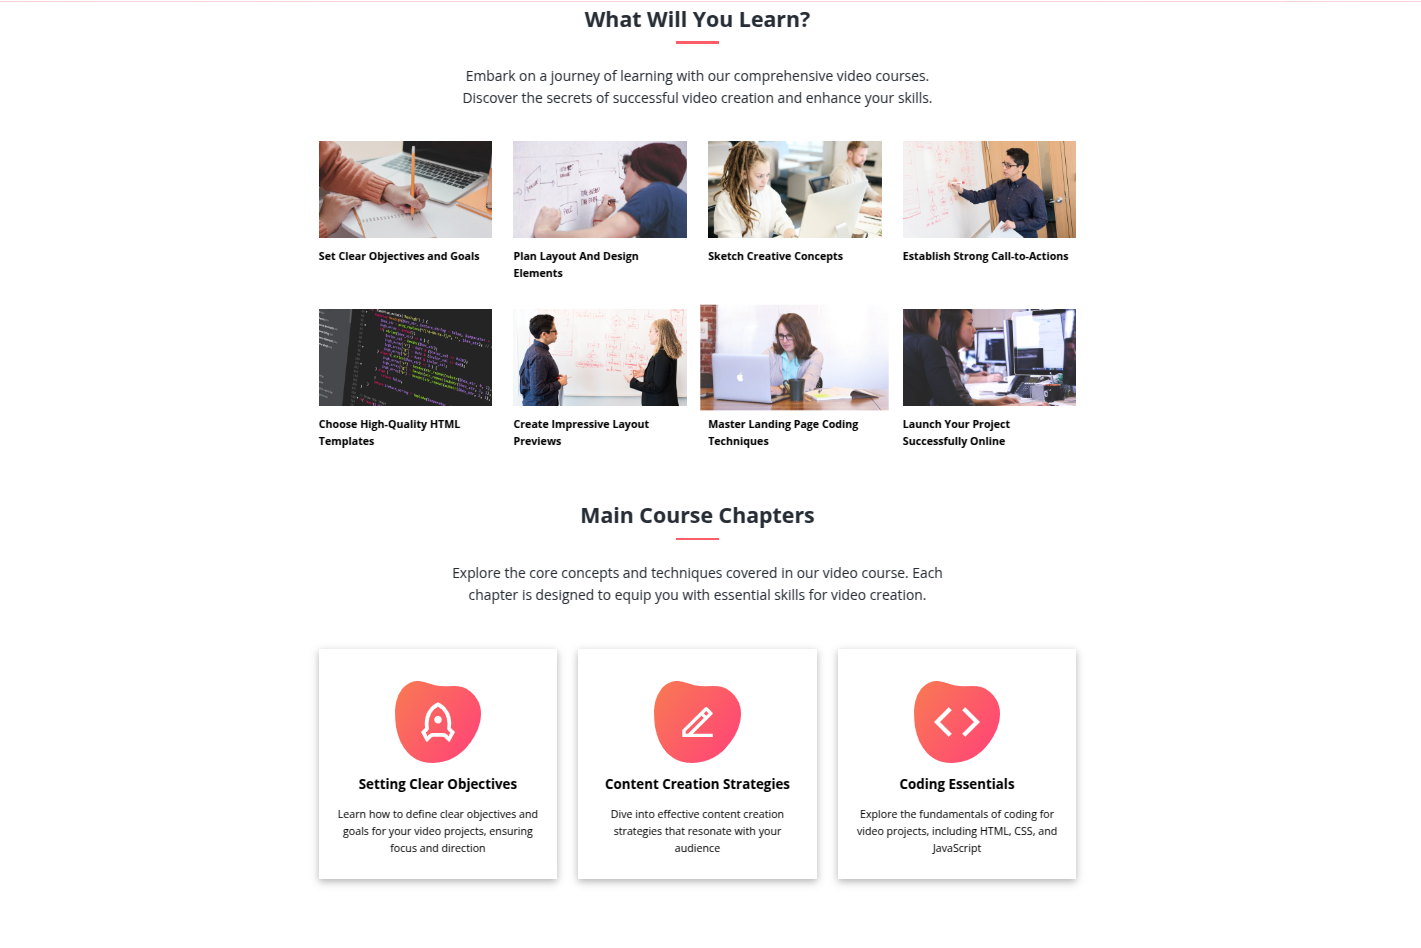 What Will You Learn?
Embark on a journey of learning with our comprehensive video courses.
Discover the secrets of successful video creation and enhance your skills.
Set Clear Objectives and Goals
Plan Layout And Design
Elements
Sketch Creative Concepts
Establish Strong Call-to-Actions
Choose High-Quality HTML
Templates
Create Impressive Layout
Previews
Master Landing Page Coding
Techniques
Launch Your Project
Successfully Online
Main Course Chapters
Explore the core concepts and techniques covered in our video course. Each
chapter is designed to equip you with essential skills for video creation.
Setting Clear Objectives
Learn how to define clear objectives and
goals for your video projects, ensuring
focus and direction
Content Creation Strategies
Dive into effective content creation
strategies that resonate with your
audience
Coding Essentials
Explore the fundamentals of coding for
video projects, including HTML, CSS, and
JavaScript